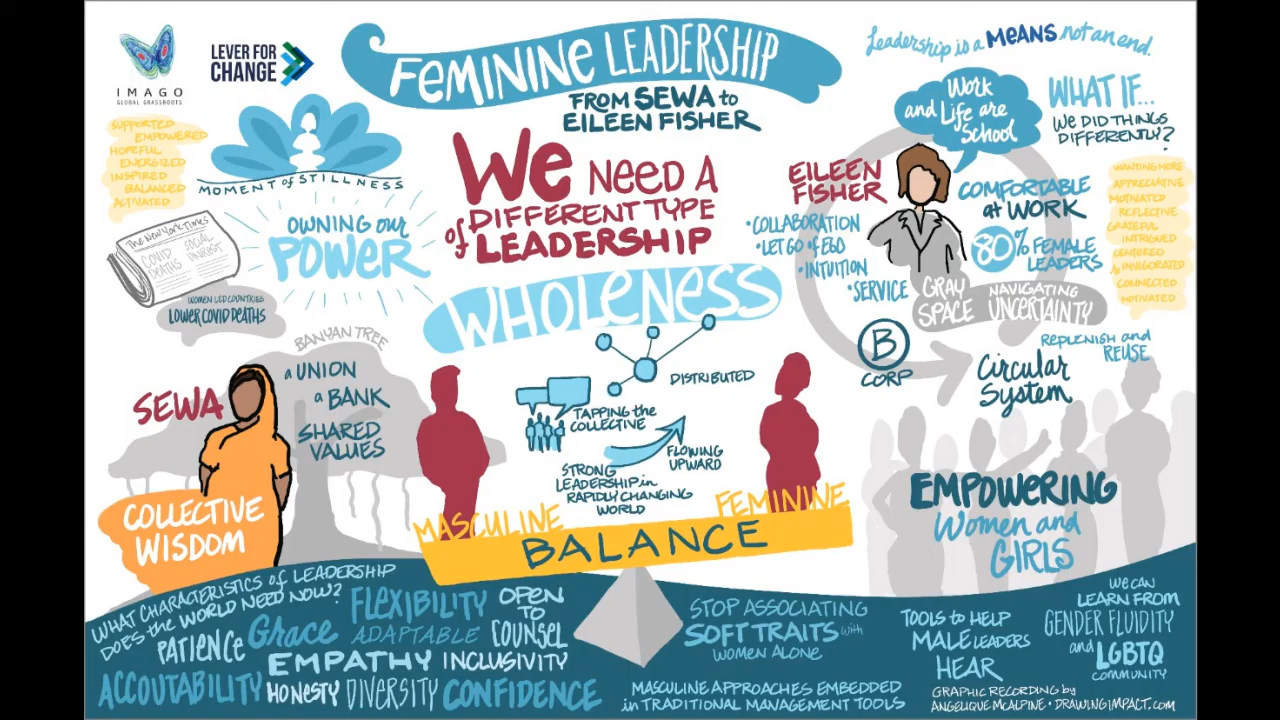 IMAGO
GLOBAL GRASSROOTS
LEVER FOR
CHANGE
FEMININE LEADERSHIP
FROM SEWA to
EILEEN FISHER
Leadership is a MEANS not an end.
SUPPORTED
EMPOWERED
HOPEFUL
ENERGIZED
INSPIRED
BALANCED
ACTIVATED
MOMENT of STILLNESS
The New York Times
COVID
DEATHS
SOCIAL
UNREST
OWNING our
POWER
WOMEN LED COUNTRIES
LOWER COVID DEATHS
We NEED A
of DIFFERENT TYPE
of LEADERSHIP
WHOLENESS
Work
and Life are
School
WHAT IF...
We DID THINGS
DIFFERENTLY?
EILEEN
FISHER
• COLLABORATION
• LET GO of EGO
• INTUITION
• SERVICE
COMFORTABLE
at WORK
80% FEMALE
LEADERS
GRAY
SPACE
NAVIGATING
UNCERTAINTY
WANTING MORE
APPRECIATIVE
MOTIVATED
REFLECTIVE
GRATEFUL
INTRIGUED
CENTERED
& INVIGORATED
CONNECTED
MOTIVATED
B
CORP
Circular
System
REPLENISH and
REUSE
BANYAN TREE
SEWA
a UNION
a BANK
SHARED
VALUES
COLLECTIVE
WISDOM
DISTRIBUTED
TAPPING the
COLLECTIVE
FLOWING
UPWARD
STRONG
LEADERSHIP in
RAPIDLY CHANGING
WORLD
MASCULINE
FEMININE
BALANCE
EMPOWERING
Women and
GIRLS
WHAT CHARACTERISTICS of LEADERSHIP
DOES the WORLD NEED NOW?
PATIENCE
Grace
FLEXIBILITY
ADAPTABLE
OPEN
TO
COUNSEL
EMPATHY
INCLUSIVITY
ACCOUTABILITY
HONESTY
DIVERSITY
CONFIDENCE
STOP ASSOCIATING
SOFT TRAITS with
WOMEN ALONE
MASCULINE APPROACHES EMBEDDED
in TRADITIONAL MANAGEMENT TOOLS
TOOLS to HELP
MALE LEADERS
HEAR
WE CAN
LEARN FROM
GENDER FLUIDITY
and LGBTQ
COMMUNITY
GRAPHIC RECORDING by
ANGELIQUE MCALPINE • DRAWINGIMPACT.COM